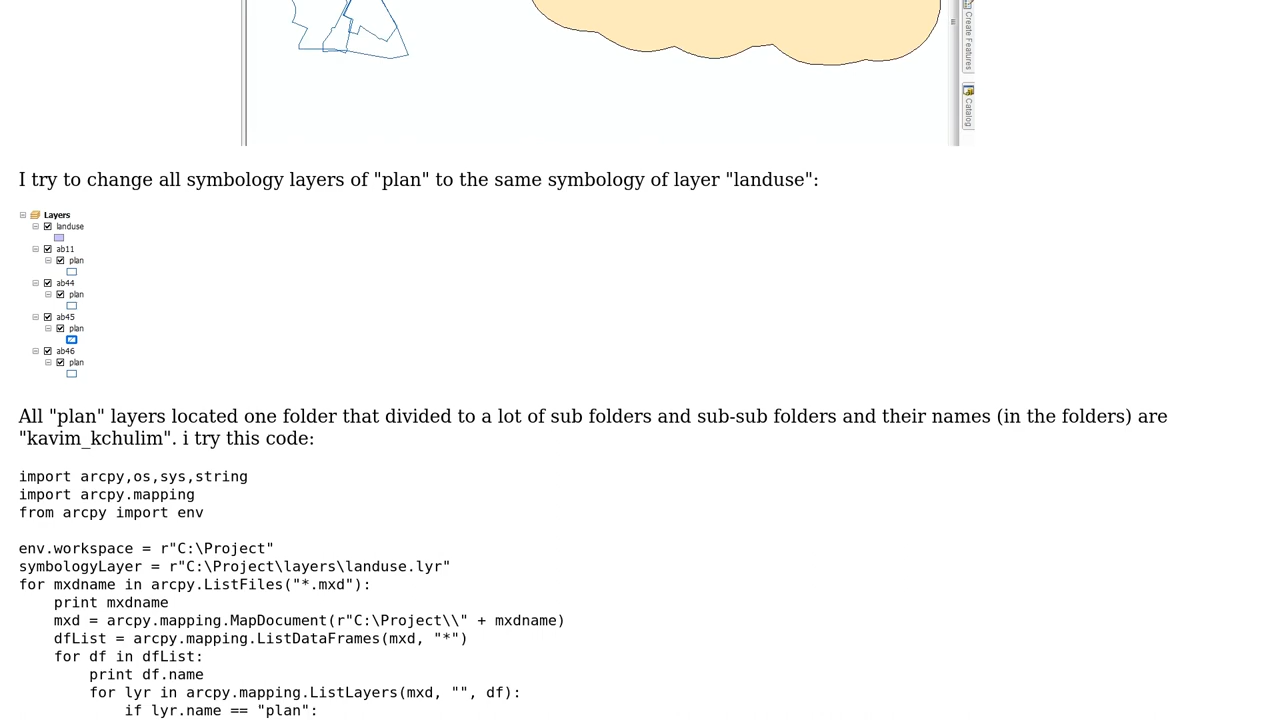 Create Features
Catalog
I try to change all symbology layers of "plan" to the same symbology of layer "landuse":
Layers
landuse
ab11
plan
ab44
plan
ab45
plan
ab46
plan
All "plan" layers located one folder that divided to a lot of sub folders and sub-sub folders and their names (in the folders) are
"kavim_kchulim". i try this code:
import arcpy,os,sys,string
import arcpy.mapping
from arcpy import env
env.workspace = r"C:\Project"
symbologyLayer = r"C:\Project\layers\landuse.lyr"
for mxdname in arcpy.ListFiles("*.mxd"):
    print mxdname
    mxd = arcpy.mapping.MapDocument(r"C:\Project\\" + mxdname)
    dfList = arcpy.mapping.ListDataFrames(mxd, "*")
    for df in dfList:
        print df.name
        for lyr in arcpy.mapping.ListLayers(mxd, "", df):
            if lyr.name == "plan":